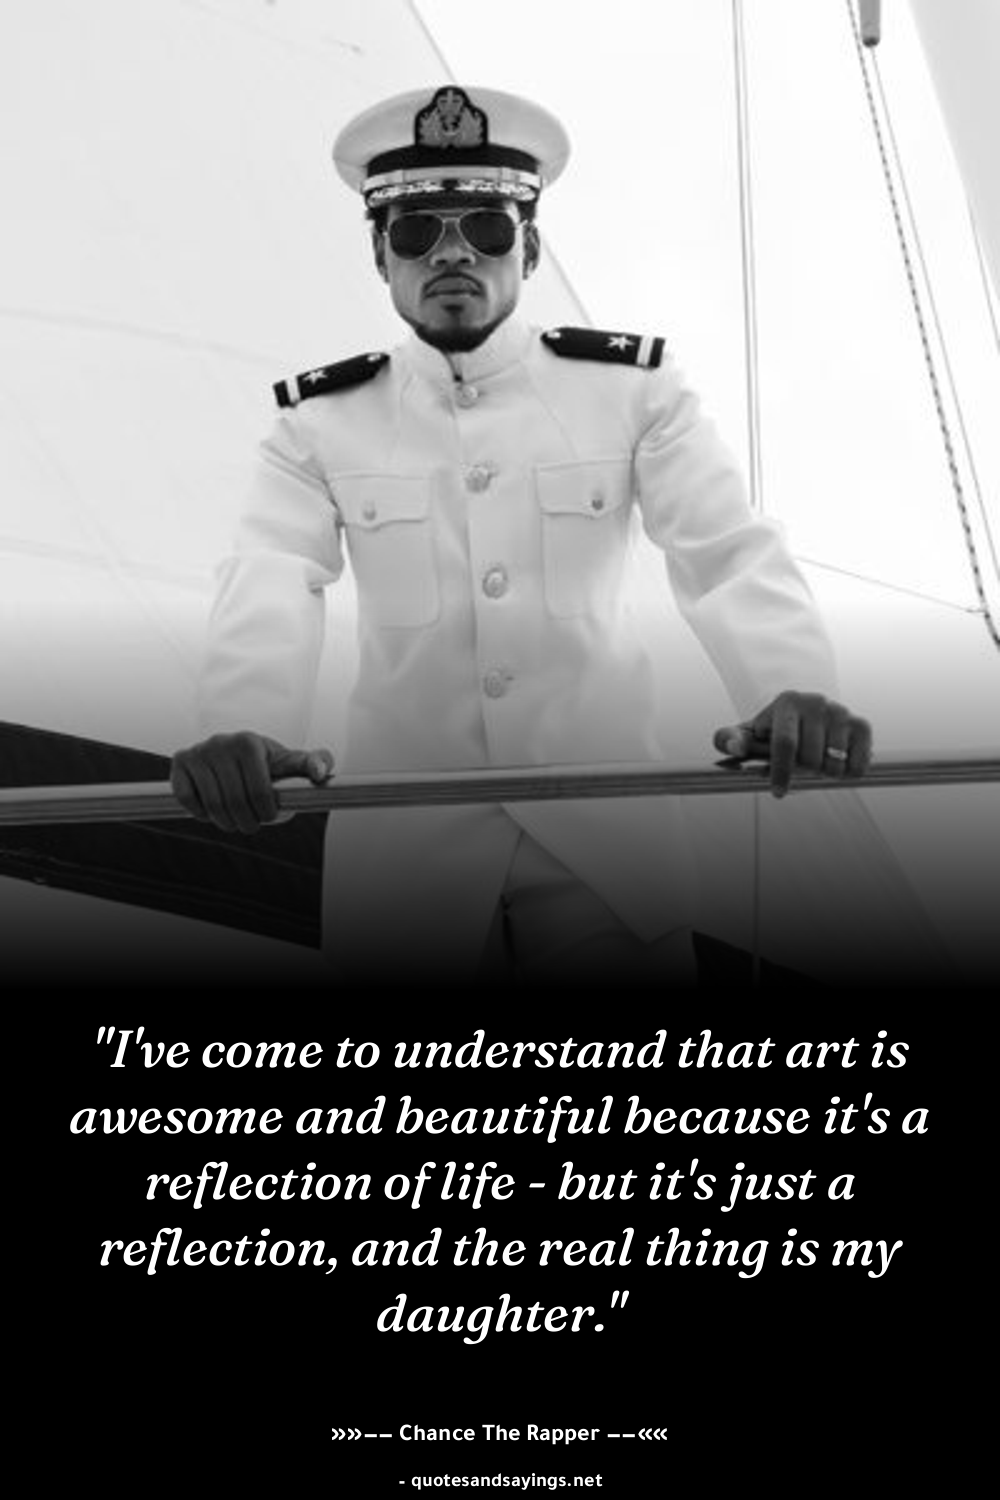 "I've come to understand that art is
awesome and beautiful because it's a
reflection of life - but it's just a
reflection, and the real thing is my
daughter."
»»–– Chance The Rapper ––««
- quotesandsayings.net